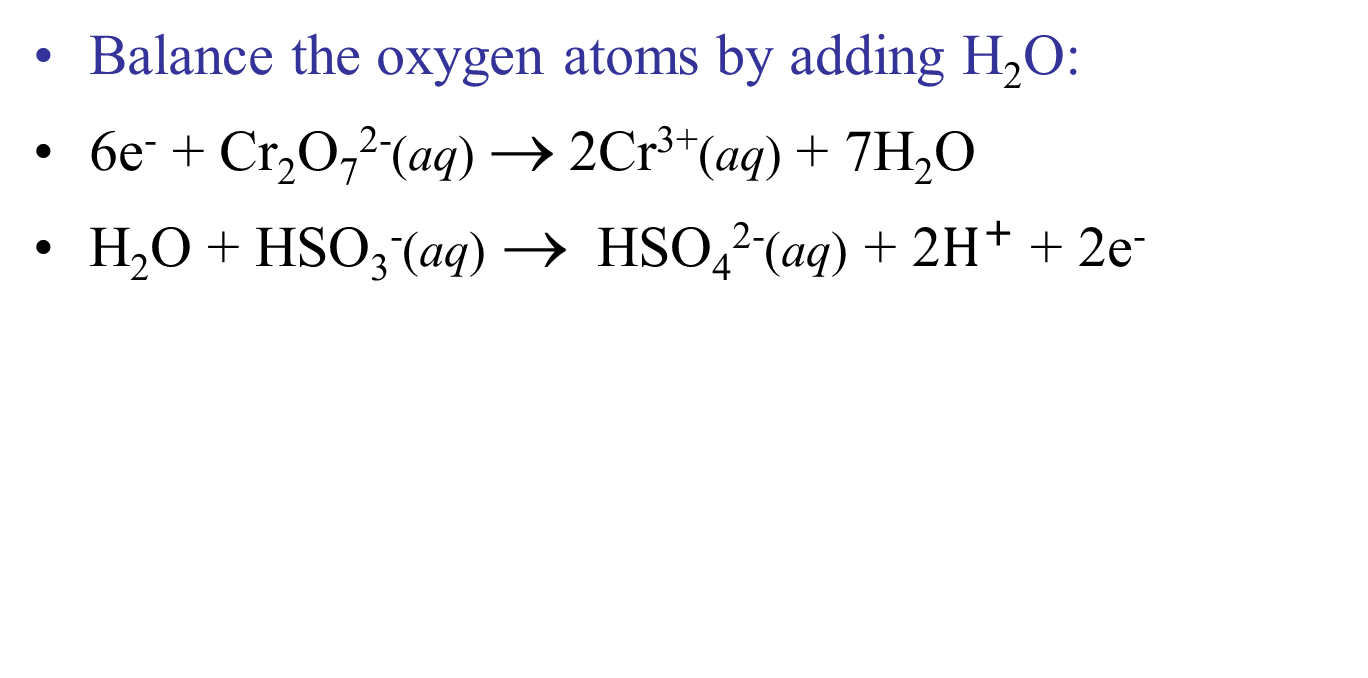 • Balance the oxygen atoms by adding H₂O:
• 6e⁻ + Cr₂O₇²⁻(aq) → 2Cr³⁺(aq) + 7H₂O
• H₂O + HSO₃⁻(aq) → HSO₄²⁻(aq) + 2H⁺ + 2e⁻